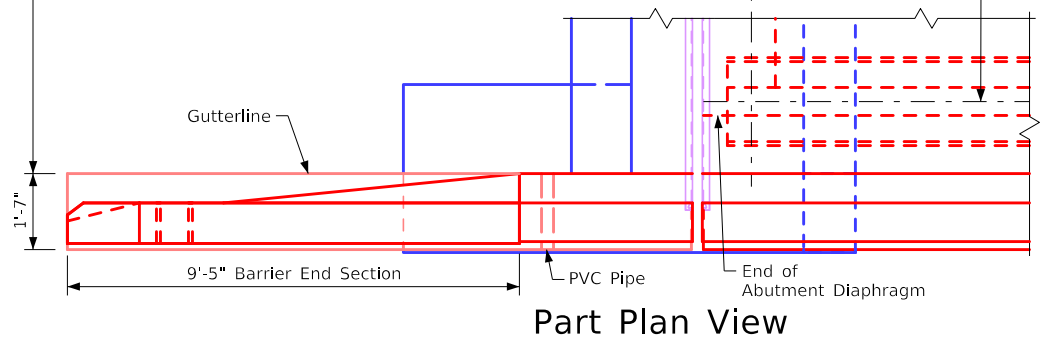 Gutterline
1'-7"
9'-5" Barrier End Section
PVC Pipe
End of
Abutment Diaphragm
Part Plan View